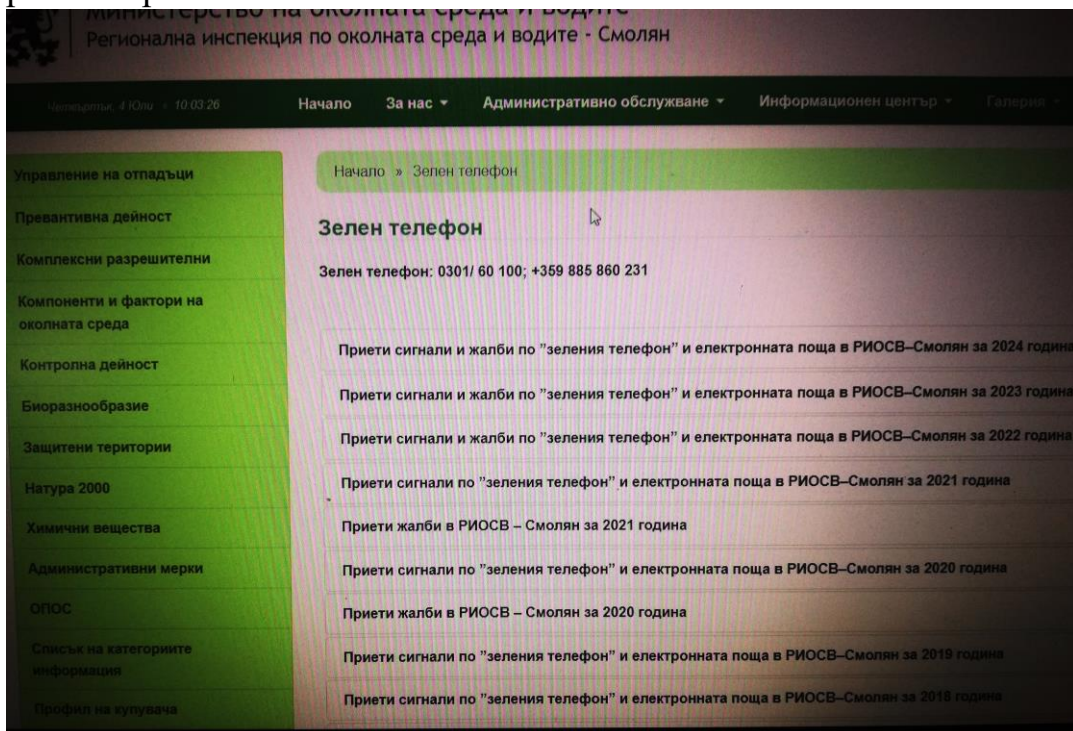 Министерство на околната среда и водите
Регионална инспекция по околната среда и водите - Смолян
Четвъртък, 4 Юли - 10:03:26
Начало За нас Административно обслужване Информационен център Галерия
Управление на отпадъци
Превантивна дейност
Комплексни разрешителни
Компоненти и фактори на
околната среда
Контролна дейност
Биоразнообразие
Защитени територии
Натура 2000
Химични вещества
Административни мерки
ОПОС
Списък на категориите
информация
Профил на купувача
Начало » Зелен телефон
Зелен телефон
Зелен телефон: 0301/ 60 100; +359 885 860 231
Приети сигнали и жалби по "зеления телефон" и електронната поща в РИОСВ–Смолян за 2024 година
Приети сигнали и жалби по "зеления телефон" и електронната поща в РИОСВ–Смолян за 2023 година
Приети сигнали и жалби по "зеления телефон" и електронната поща в РИОСВ–Смолян за 2022 година
Приети сигнали по "зеления телефон" и електронната поща в РИОСВ–Смолян за 2021 година
Приети жалби в РИОСВ – Смолян за 2021 година
Приети сигнали по "зеления телефон" и електронната поща в РИОСВ–Смолян за 2020 година
Приети жалби в РИОСВ – Смолян за 2020 година
Приети сигнали по "зеления телефон" и електронната поща в РИОСВ–Смолян за 2019 година
Приети сигнали по "зеления телефон" и електронната поща в РИОСВ–Смолян за 2018 година